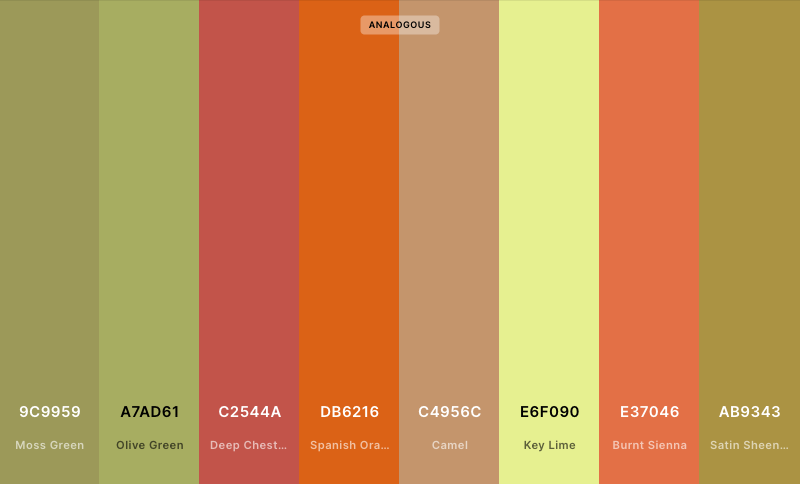 ANALOGOUS
9C9959 A7AD61 C2544A DB6216 C4956C E6F090 E37046 AB9343
Moss Green Olive Green Deep Chest... Spanish Ora... Camel Key Lime Burnt Sienna Satin Sheen...